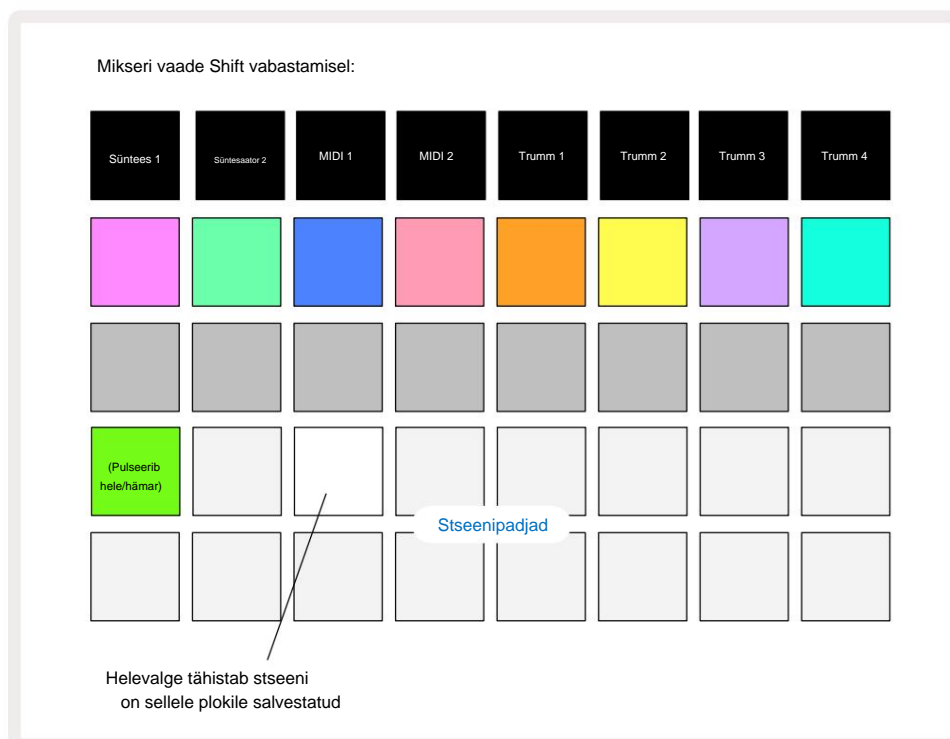 Mikseri vaade Shift vabastamisel:
Süntees 1
Süntesaator 2
MIDI 1
MIDI 2
Trumm 1
Trumm 2
Trumm 3
Trumm 4
(Pulseerib
hele/hämar)
Stseenipadjad
Helevalge tähistab stseeni
on sellele plokile salvestatud